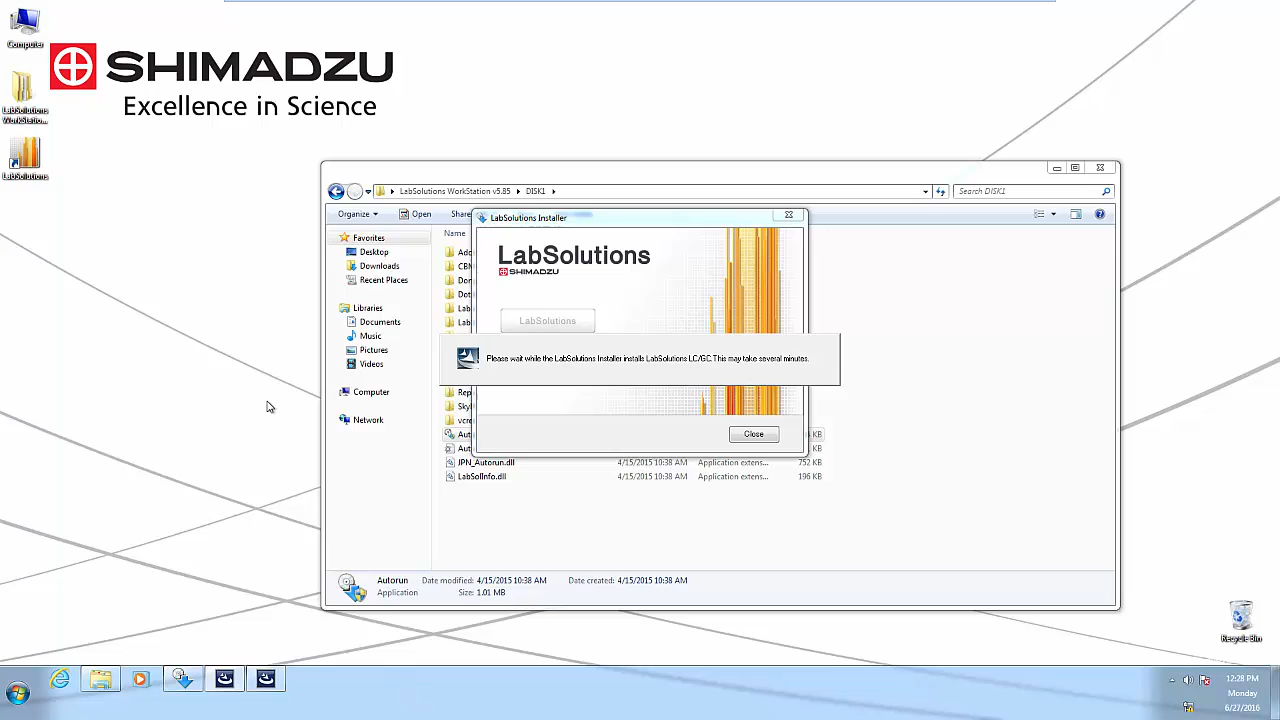 Computer
SHIMADZU
Excellence in Science
LabSolutions
WorkStatio...
LabSolutions
LabSolutions WorkStation v5.85
DISK1
Search DISK1
Organize
Open
Share
LabSolutions Installer
Favorites
Name
Desktop
Downloads
Recent Places
LabSolutions
SHIMADZU
Libraries
Documents
Music
Pictures
Videos
LabSolutions
Please wait while the LabSolutions Installer installs LabSolutions LC/GC.This may take several minutes.
Computer
Network
Close
KB
JPN_Autorun.dll 4/15/2015 10:38 AM Application extens... 752 KB
LabSolInfo.dll 4/15/2015 10:38 AM Application extens... 196 KB
Autorun Date modified: 4/15/2015 10:38 AM Date created: 4/15/2015 10:38 AM
Application Size: 1.01 MB
Recycle Bin
12:28 PM
Monday
6/27/2016